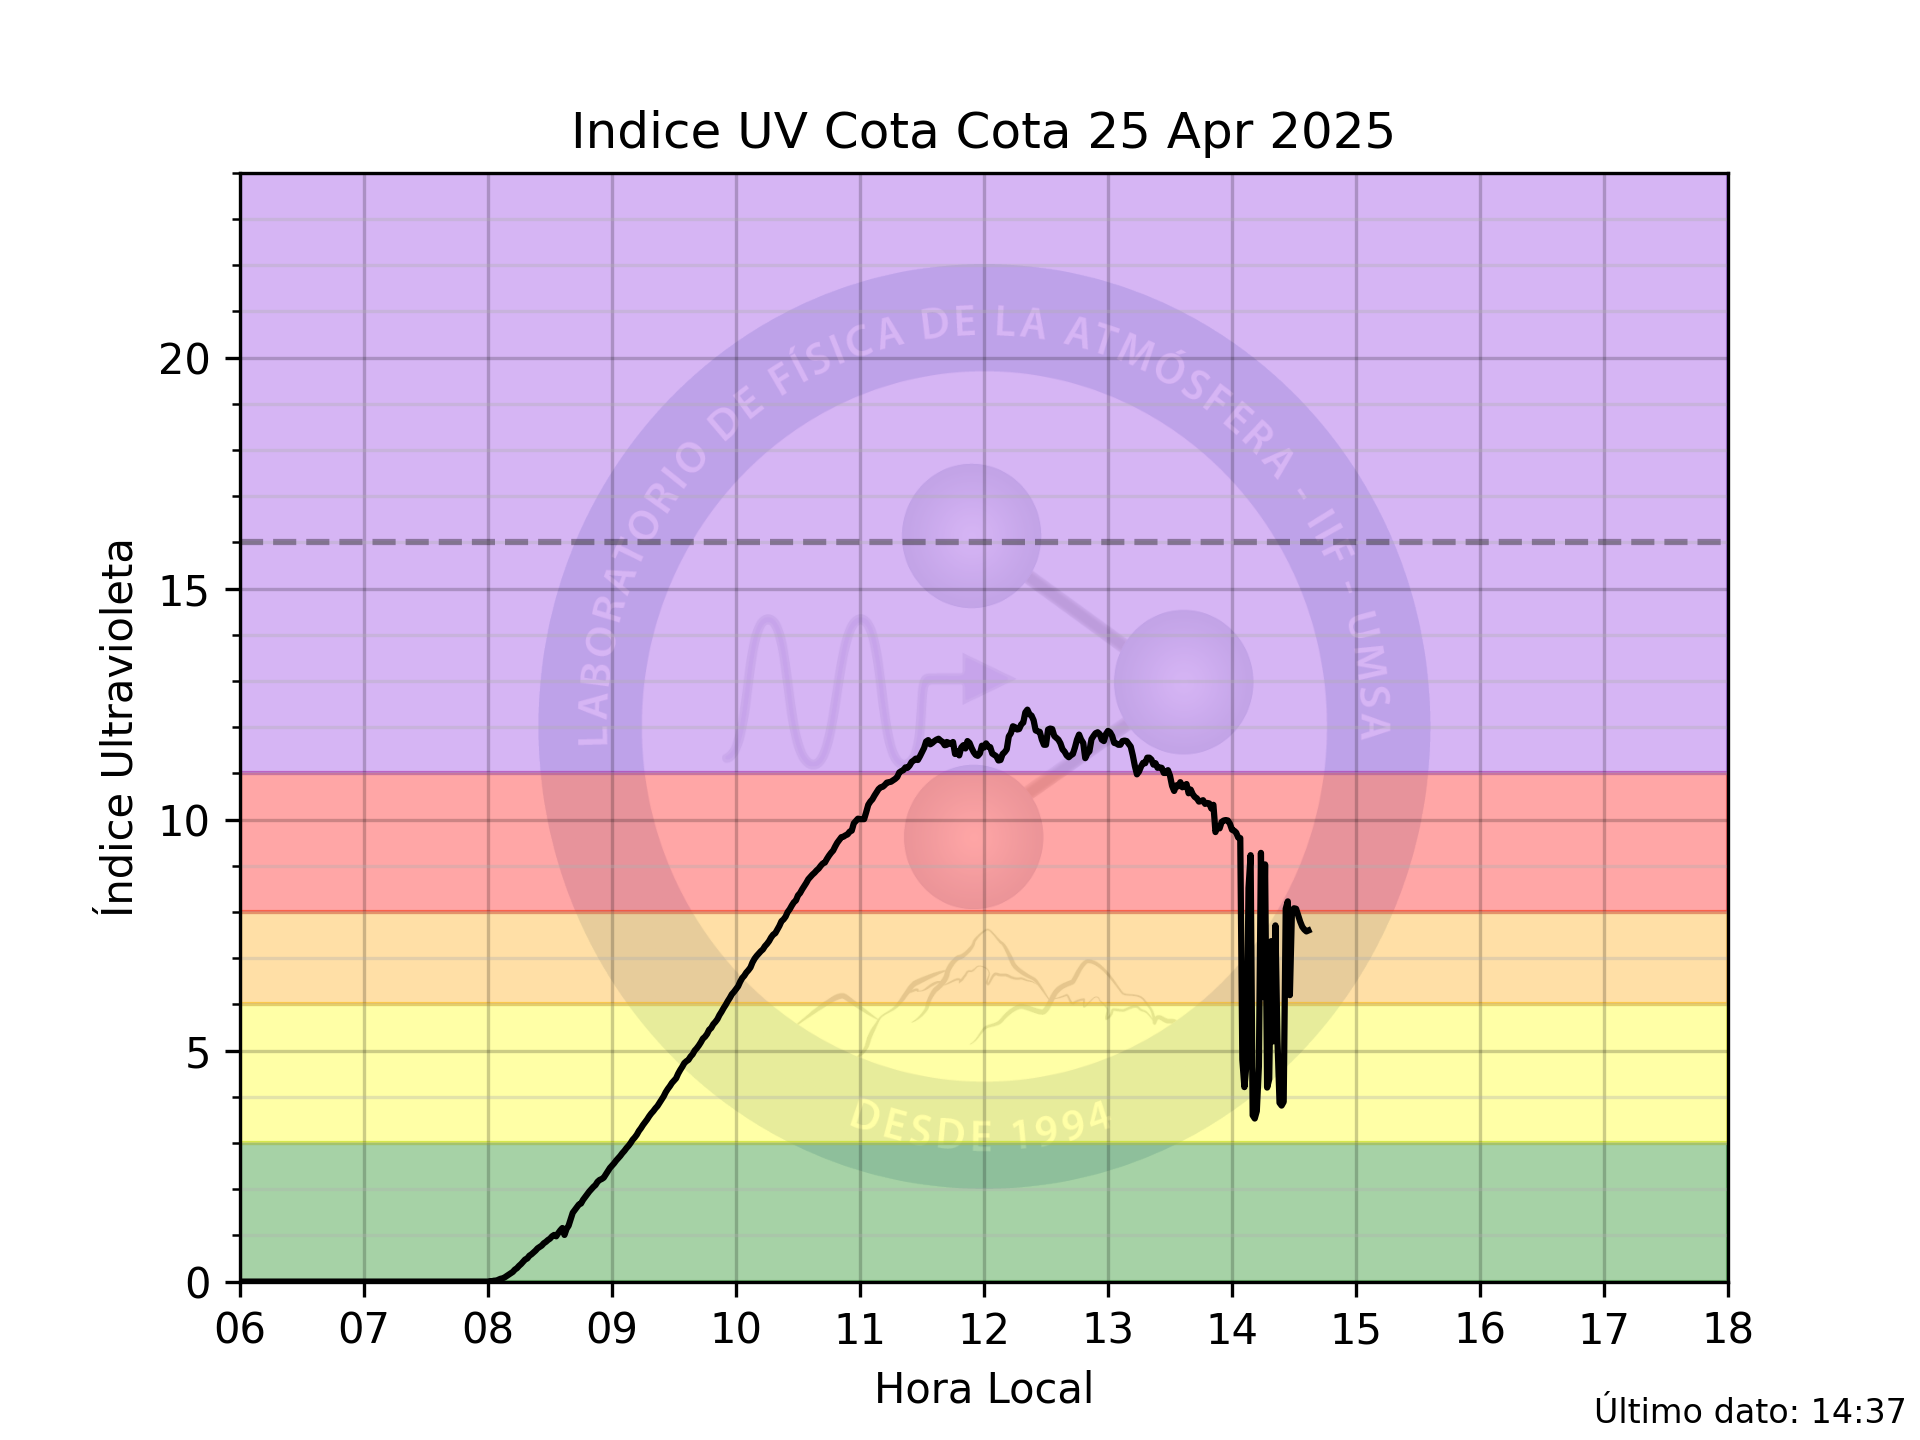 Indice UV Cota Cota 25 Apr 2025
Índice Ultravioleta
20
15
10
5
0
LABORATORIO DE FÍSICA DE LA ATMÓSFERA - IIF - UMSA
DESDE 1994
06 07 08 09 10 11 12 13 14 15 16 17 18
Hora Local
Último dato: 14:37